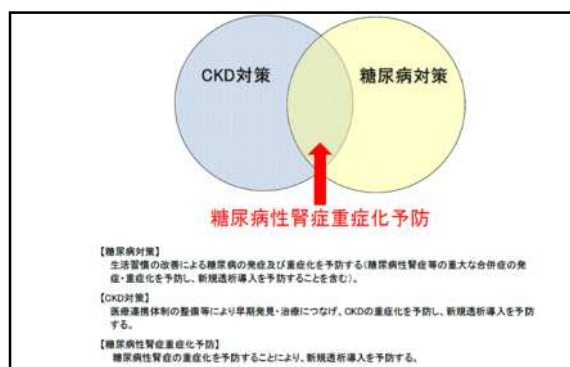 CKD対策
糖尿病対策
糖尿病性腎症重症化予防
【糖尿病対策】
生活習慣の改善による糖尿病の発症及び重症化を予防する(糖尿病性腎症等の重大な合併症の発
症・重症化を予防し、新規透析導入を予防することを含む)。
【CKD対策】
医療連携体制の整備等により早期発見・治療につなげ、CKDの重症化を予防し、新規透析導入を予防
する。
【糖尿病性腎症重症化予防】
糖尿病性腎症の重症化を予防することにより、新規透析導入を予防する。